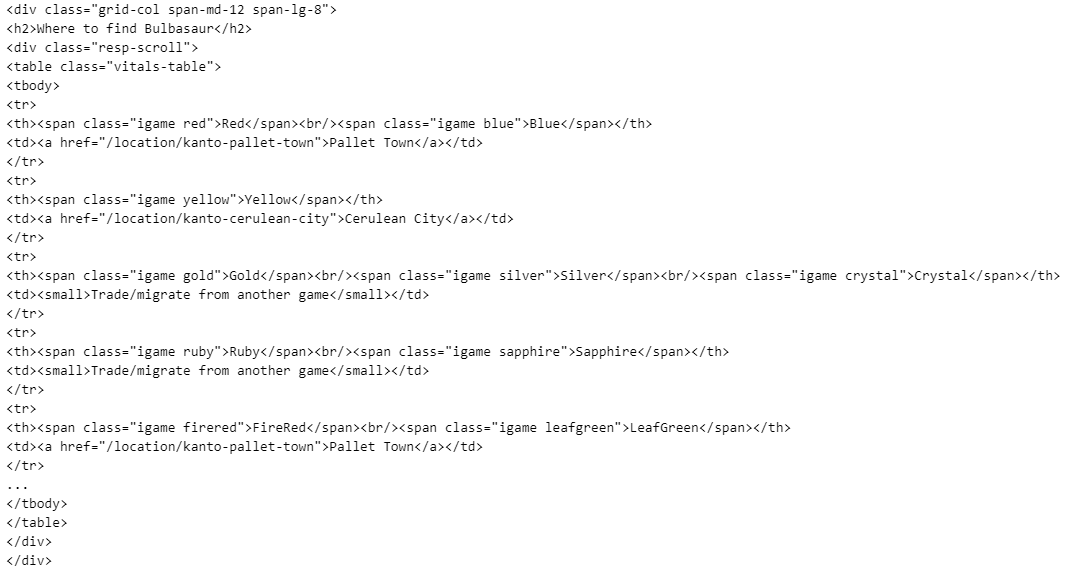 <div class="grid-col span-md-12 span-lg-8">
<h2>Where to find Bulbasaur</h2>
<div class="resp-scroll">
<table class="vitals-table">
<tbody>
<tr>
<th><span class="igame red">Red</span><br/><span class="igame blue">Blue</span></th>
<td><a href="/location/kanto-pallet-town">Pallet Town</a></td>
</tr>
<tr>
<th><span class="igame yellow">Yellow</span></th>
<td><a href="/location/kanto-cerulean-city">Cerulean City</a></td>
</tr>
<tr>
<th><span class="igame gold">Gold</span><br/><span class="igame silver">Silver</span><br/><span class="igame crystal">Crystal</span></th>
<td><small>Trade/migrate from another game</small></td>
</tr>
<tr>
<th><span class="igame ruby">Ruby</span><br/><span class="igame sapphire">Sapphire</span></th>
<td><small>Trade/migrate from another game</small></td>
</tr>
<tr>
<th><span class="igame firered">FireRed</span><br/><span class="igame leafgreen">LeafGreen</span></th>
<td><a href="/location/kanto-pallet-town">Pallet Town</a></td>
</tr>
...
</tbody>
</table>
</div>
</div>